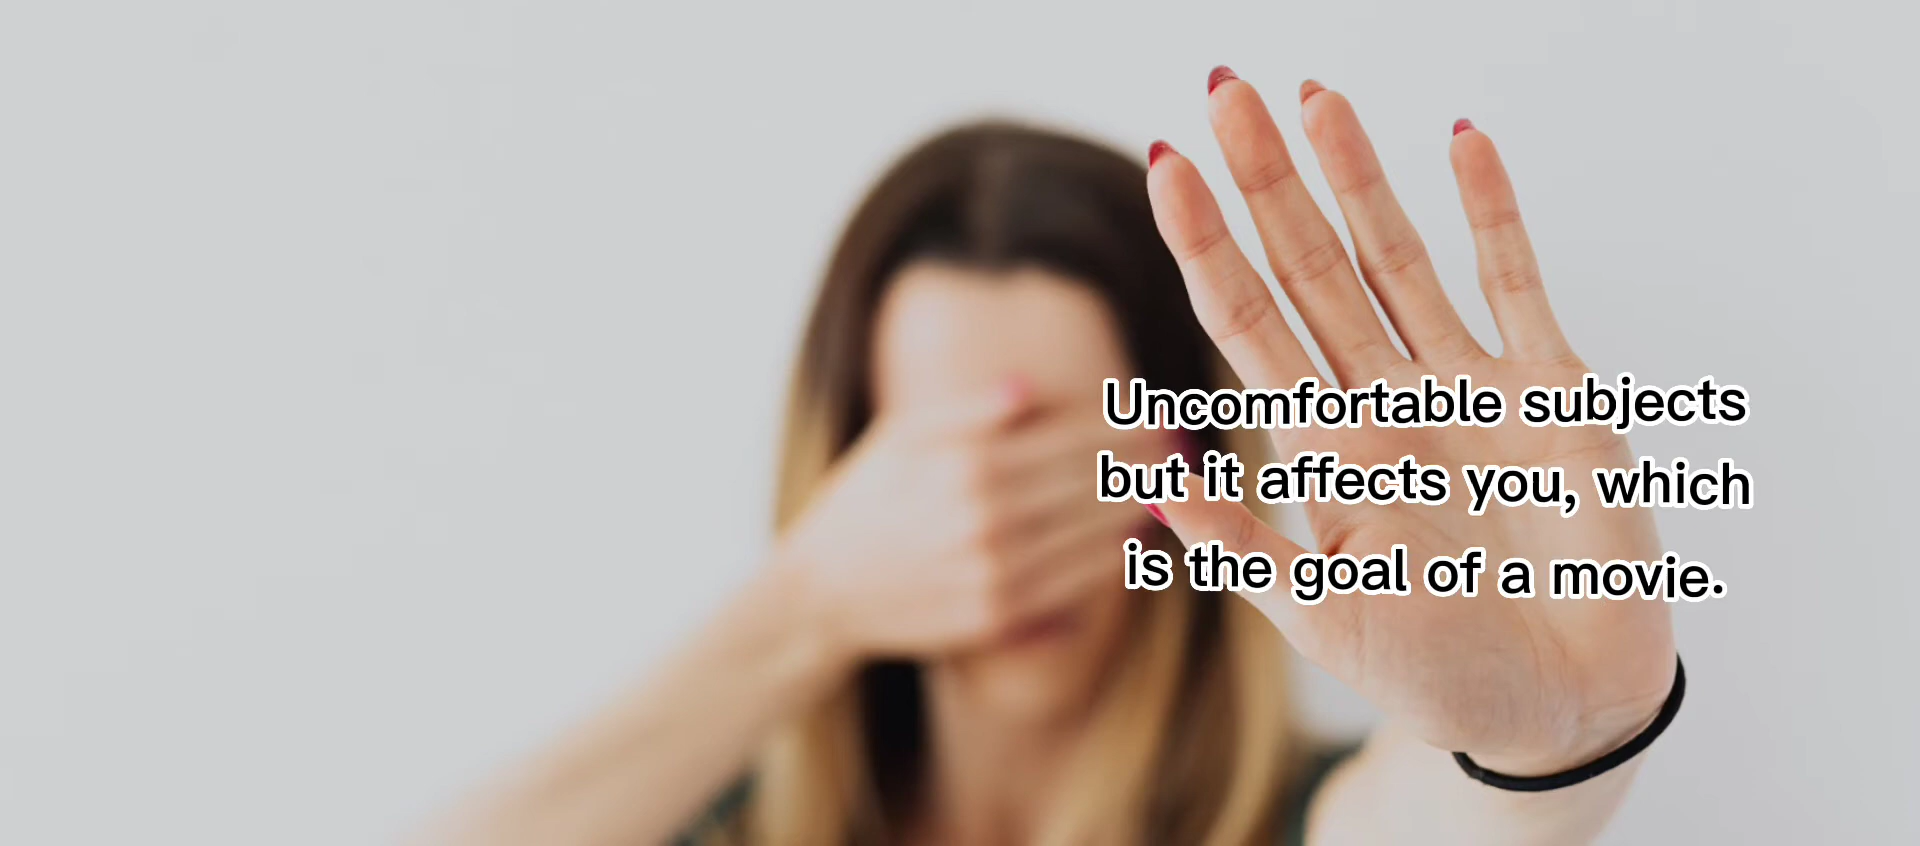 Uncomfortable subjects
but it affects you, which
is the goal of a movie.